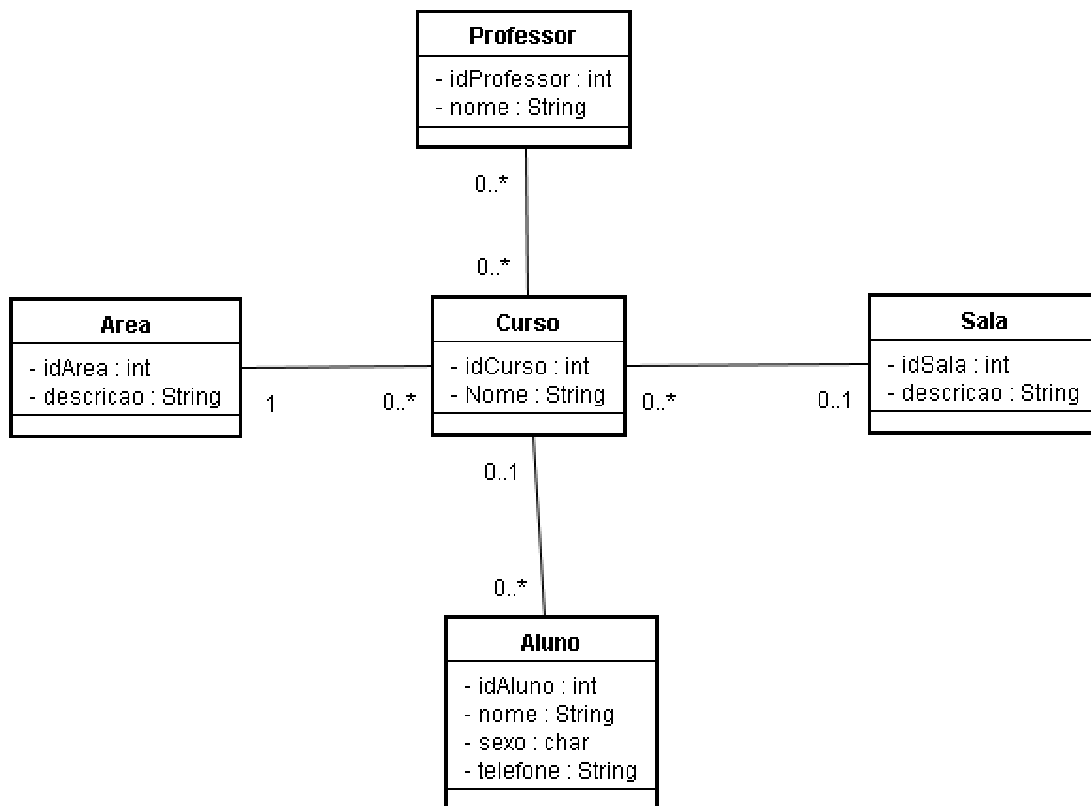 Professor
- idProfessor : int
- nome : String
0..*
0..*
Area
- idArea : int
- descricao : String
1
0..*
Curso
- idCurso : int
- Nome : String
0..*
0..1
Sala
- idSala : int
- descricao : String
0..1
0..*
Aluno
- idAluno : int
- nome : String
- sexo : char
- telefone : String